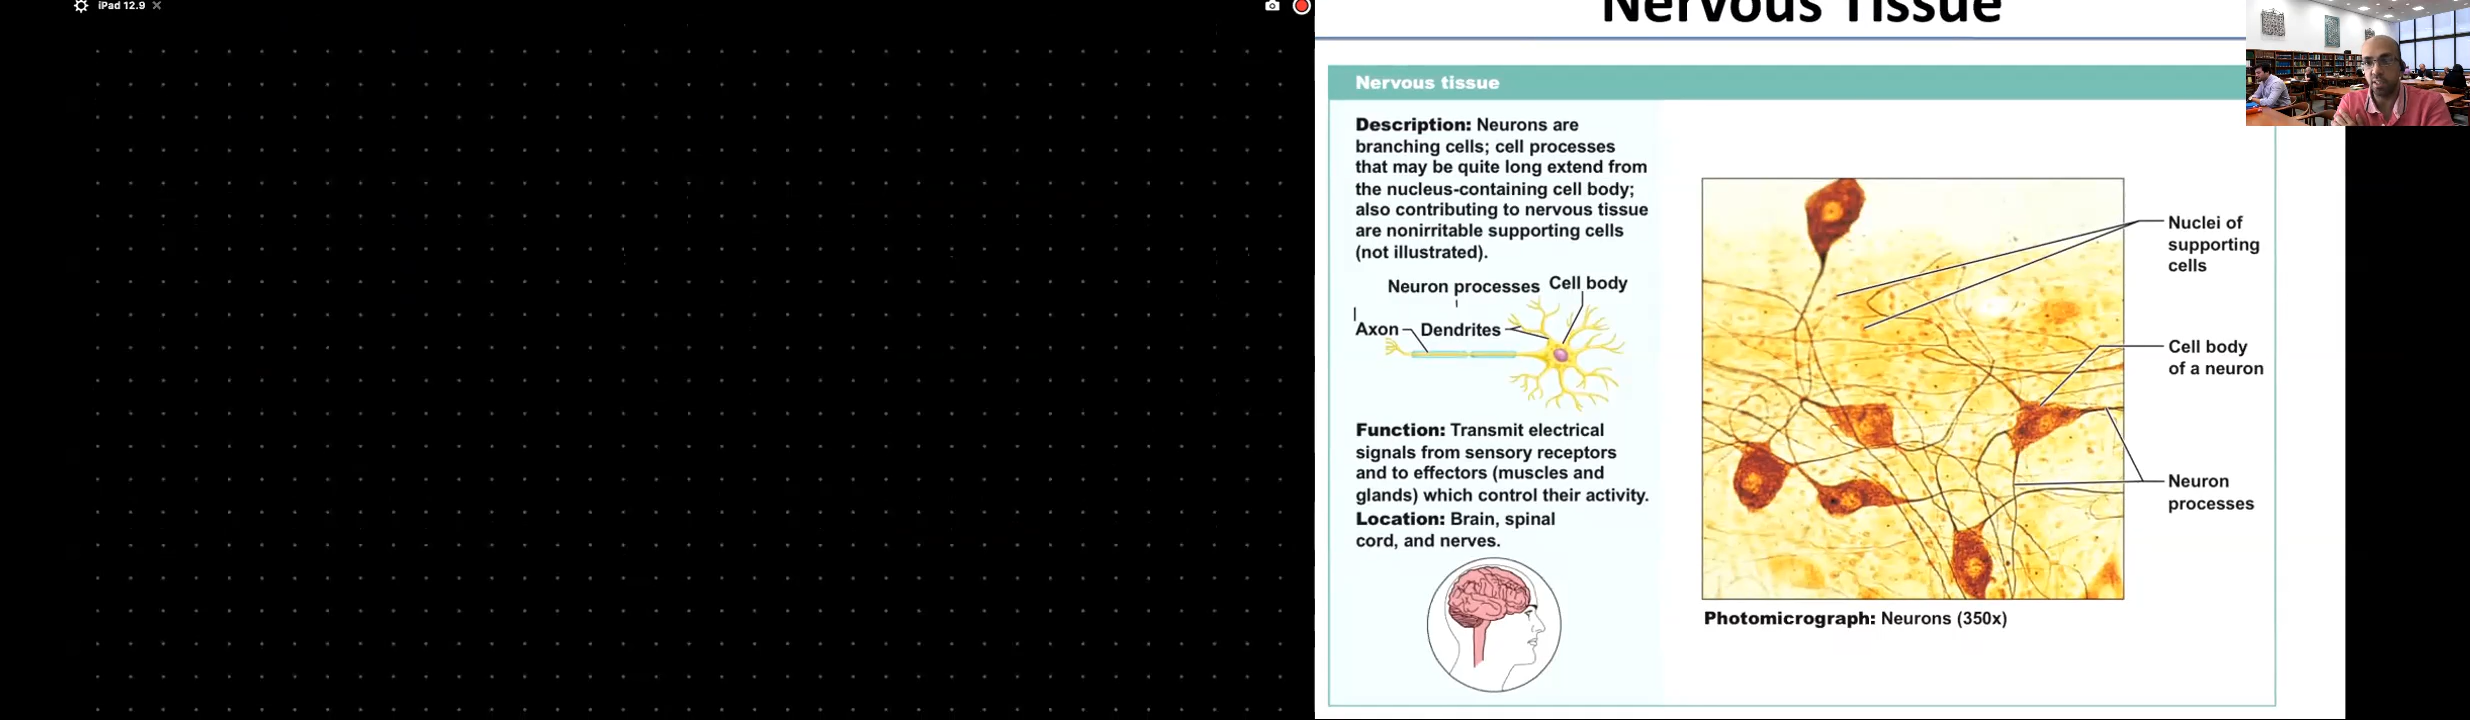 iPad 12.9
Nervous Tissue
Nervous tissue
Description: Neurons are
branching cells; cell processes
that may be quite long extend from
the nucleus-containing cell body;
also contributing to nervous tissue
are nonirritable supporting cells
(not illustrated).
Neuron processes Cell body
Axon Dendrites
Function: Transmit electrical
signals from sensory receptors
and to effectors (muscles and
glands) which control their activity.
Location: Brain, spinal
cord, and nerves.
Nuclei of
supporting
cells
Cell body
of a neuron
Neuron
processes
Photomicrograph: Neurons (350x)